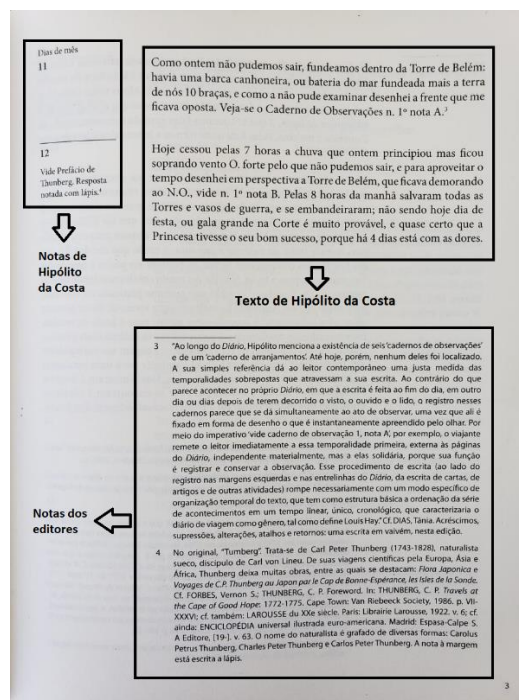 Dias de mês
11
Como ontem não pudemos sair, fundeamos dentro da Torre de Belém:
havia uma barca canhoneira, ou bateria do mar fundeada mais a terra
de nós 10 braças, e como a não pude examinar desenhei a frente que me
ficava oposta. Veja-se o Caderno de Observações n. 1º nota A.³
12
Vide Prefácio de
Thunberg. Resposta
notada com lápis.⁴
Hoje cessou pelas 7 horas a chuva que ontem principiou mas ficou
soprando vento O. forte pelo que não pudemos sair, e para aproveitar o
tempo desenhei em perspectiva a Torre de Belém, que ficava demorando
ao N.O., vide n. 1º nota B. Pelas 8 horas da manhã salvaram todas as
Torres e vasos de guerra, e se embandeiraram; não sendo hoje dia de
festa, ou gala grande na Corte é muito provável, e quase certo que a
Princesa tivesse o seu bom sucesso, porque há 4 dias está com as dores.
Notas de
Hipólito
da Costa
Texto de Hipólito da Costa
3 "Ao longo do Diário, Hipólito menciona a existência de seis 'cadernos de observações'
e de um 'caderno de arranjamentos'. Até hoje, porém, nenhum deles foi localizado.
A sua simples referência dá ao leitor contemporâneo uma justa medida das
temporalidades sobrepostas que atravessam a sua escrita. Ao contrário do que
parece acontecer no próprio Diário, em que a escrita é feita ao fim do dia, em outro
dia ou dias depois de terem decorrido o visto, o ouvido e o lido, o registro nesses
cadernos parece que se dá simultaneamente ao ato de observar, uma vez que ali é
fixado em forma de desenho o que é instantaneamente apreendido pelo olhar. Por
meio do imperativo 'vide caderno de observação 1, nota A', por exemplo, o viajante
remete o leitor imediatamente a essa temporalidade primeira, externa às páginas
do Diário, independente materialmente, mas a elas solidária, porque sua função
é registrar e conservar a observação. Esse procedimento de escrita (ao lado do
registro nas margens esquerdas e nas entrelinhas do Diário, da escrita de cartas, de
artigos e de outras atividades) rompe necessariamente com um modo específico de
organização temporal do texto, que tem como estrutura básica a ordenação da série
de acontecimentos em um tempo linear, único, cronológico, que caracterizaria o
diário de viagem como gênero, tal como define Louis Hay." Cf. DIAS, Tânia. Acréscimos,
supressões, alterações, atalhos e retornos: uma escrita em vaivém, nesta edição.
Notas dos
editores
4 No original, "Turnberg". Trata-se de Carl Peter Thunberg (1743-1828), naturalista
sueco, discípulo de Carl von Lineu. De suas viagens científicas pela Europa, Ásia e
África, Thunberg deixa muitas obras, entre as quais se destacam: Flora Japonica e
Voyages de C.P. Thunberg au Japon par le Cap de Bonne-Espérance, les Isles de la Sonde.
Cf. FORBES, Vernon S.; THUNBERG, C. P. Foreword. In: THUNBERG, C. P. Travels at
the Cape of Good Hope: 1772-1775. Cape Town: Van Riebeeck Society, 1986. p. VII-
XXXVI; cf. também: LAROUSSE du XXe siècle. Paris: Librairie Larousse, 1922. v. 6; cf.
ainda: ENCICLOPÉDIA universal ilustrada euro-americana. Madrid: Espasa-Calpe S.
A Editore, [19-]. v. 63. O nome do naturalista é grafado de diversas formas: Carolus
Petrus Thunberg, Charles Peter Thunberg e Carlos Peter Thunberg. A nota à margem
está escrita a lápis.
3